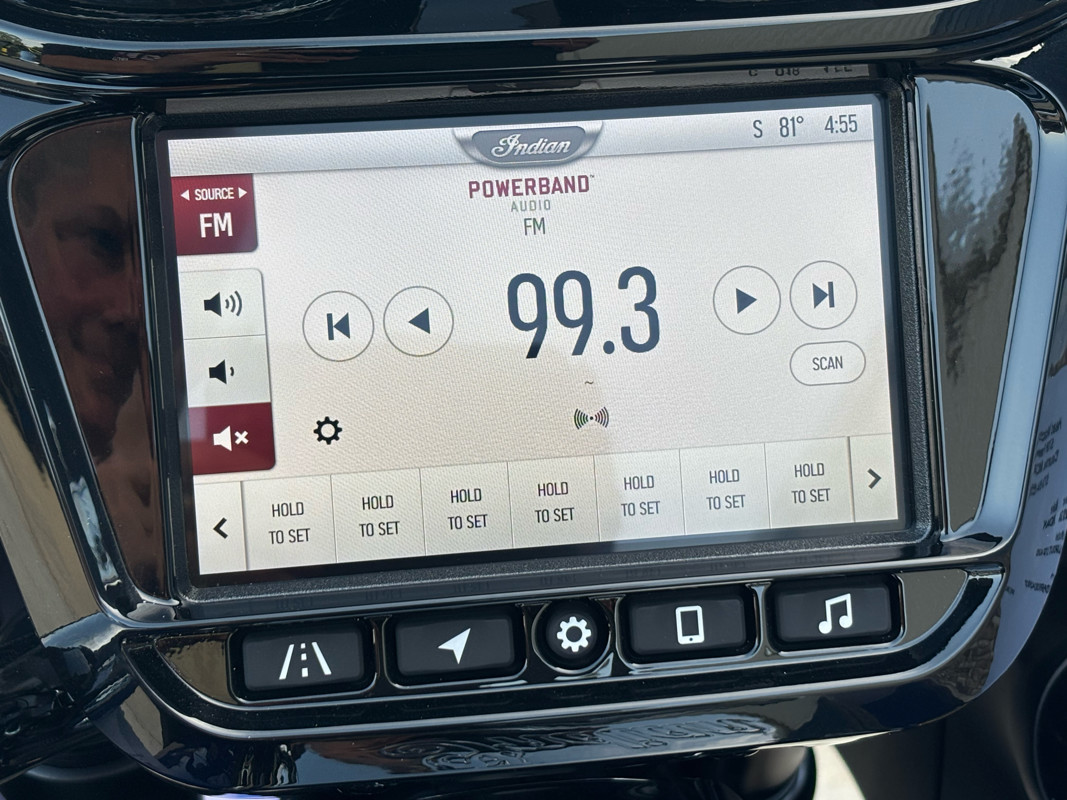 Indian
S 81° 4:55
SOURCE
FM
POWERBAND™
AUDIO
FM
99.3
SCAN
~
HOLD TO SET
HOLD TO SET
HOLD TO SET
HOLD TO SET
HOLD TO SET
HOLD TO SET
HOLD TO SET